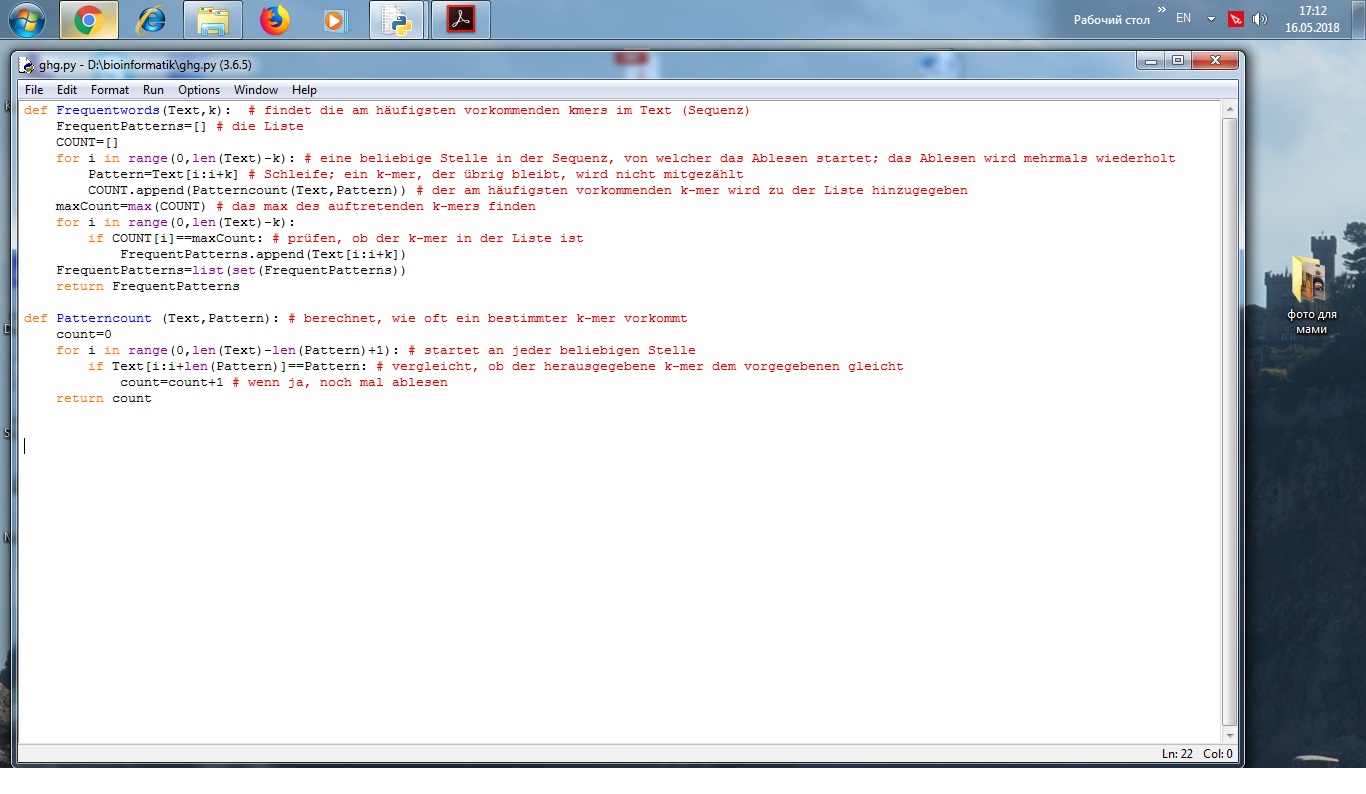 Рабочий стол
»
EN
17:12
16.05.2018
ghg.py - D:\bioinformatik\ghg.py (3.6.5)
File Edit Format Run Options Window Help
def Frequentwords(Text,k):  # findet die am häufigsten vorkommenden kmers im Text (Sequenz)
    FrequentPatterns=[] # die Liste
    COUNT=[]
    for i in range(0,len(Text)-k): # eine beliebige Stelle in der Sequenz, von welcher das Ablesen startet; das Ablesen wird mehrmals wiederholt
        Pattern=Text[i:i+k] # Schleife; ein k-mer, der übrig bleibt, wird nicht mitgezählt
        COUNT.append(Patterncount(Text,Pattern)) # der am häufigsten vorkommenden k-mer wird zu der Liste hinzugegeben
    maxCount=max(COUNT) # das max des auftretenden k-mers finden
    for i in range(0,len(Text)-k):
        if COUNT[i]==maxCount: # prüfen, ob der k-mer in der Liste ist
            FrequentPatterns.append(Text[i:i+k])
    FrequentPatterns=list(set(FrequentPatterns))
    return FrequentPatterns
def Patterncount (Text,Pattern): # berechnet, wie oft ein bestimmter k-mer vorkommt
    count=0
    for i in range(0,len(Text)-len(Pattern)+1): # startet an jeder beliebigen Stelle
        if Text[i:i+len(Pattern)]==Pattern: # vergleicht, ob der herausgegebene k-mer dem vorgegebenen gleicht
            count=count+1 # wenn ja, noch mal ablesen
    return count
Ln: 22 Col: 0
фото для
мами